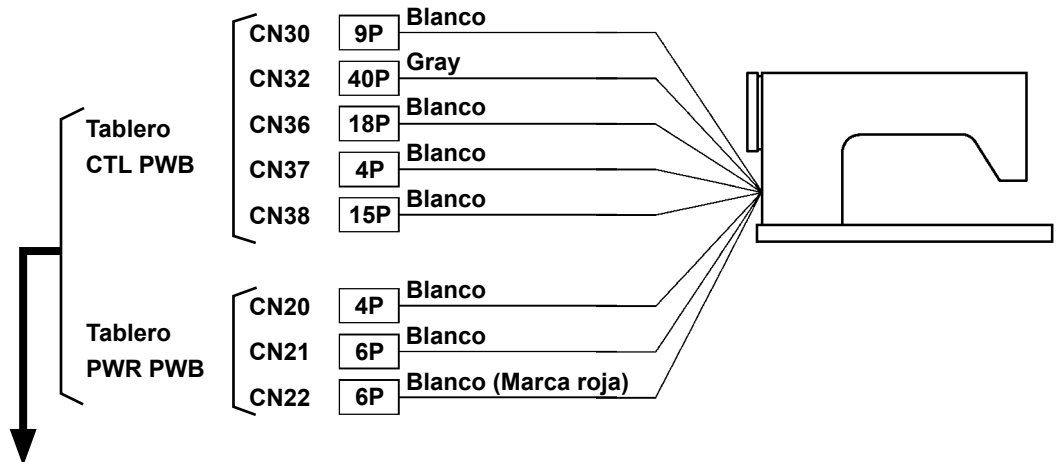 CN30 9P Blanco
CN32 40P Gray
CN36 18P Blanco
CN37 4P Blanco
CN38 15P Blanco
Tablero
CTL PWB
CN20 4P Blanco
CN21 6P Blanco
CN22 6P Blanco (Marca roja)
Tablero
PWR PWB